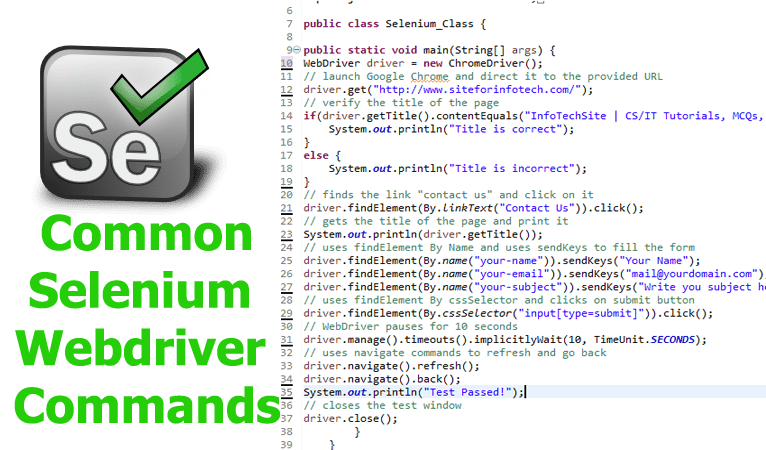 Se
Common
Selenium
Webdriver
Commands
6
7 public class Selenium_Class {
8
9 public static void main(String[] args) {
10 WebDriver driver = new ChromeDriver();
11 // launch Google Chrome and direct it to the provided URL
12 driver.get("http://www.siteforinfotech.com/");
13 // verify the title of the page
14 if(driver.getTitle().contentEquals("InfoTechSite | CS/IT Tutorials, MCQs,
15 System.out.println("Title is correct");
16 }
17 else {
18 System.out.println("Title is incorrect");
19 }
20 // finds the link "contact us" and click on it
21 driver.findElement(By.linkText("Contact Us")).click();
22 // gets the title of the page and print it
23 System.out.println(driver.getTitle());
24 // uses findElement By Name and uses sendKeys to fill the form
25 driver.findElement(By.name("your-name")).sendKeys("Your Name");
26 driver.findElement(By.name("your-email")).sendKeys("mail@yourdomain.com")
27 driver.findElement(By.name("your-subject")).sendKeys("Write you subject he
28 // uses findElement By cssSelector and clicks on submit button
29 driver.findElement(By.cssSelector("input[type=submit]")).click();
30 // WebDriver pauses for 10 seconds
31 driver.manage().timeouts().implicitlyWait(10, TimeUnit.SECONDS);
32 // uses navigate commands to refresh and go back
33 driver.navigate().refresh();
34 driver.navigate().back();
35 System.out.println("Test Passed!");
36 // closes the test window
37 driver.close();
38 }
39 }